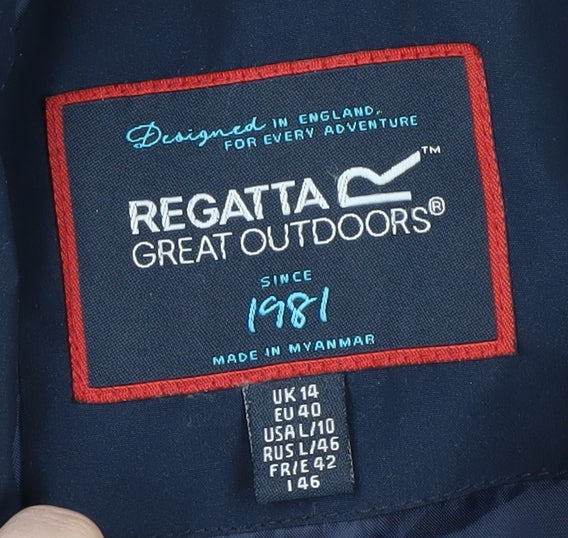 Designed IN ENGLAND,
FOR EVERY ADVENTURE
REGATTA R™
GREAT OUTDOORS®
SINCE
1981
MADE IN MYANMAR
UK 14
EU 40
USA L/10
RUS L/46
FR/E 42
I 46